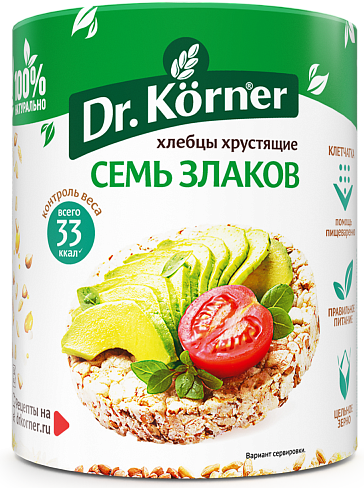 100%
НАТУРАЛЬНО
Dr. Körner
хлебцы хрустящие
СЕМЬ ЗЛАКОВ
контроль веса
всего
33
ккал
КЛЕТЧАТКА
ПОМОЩЬ
ПИЩЕВАРЕНИЮ
ПРАВИЛЬНОЕ
ПИТАНИЕ
ЦЕЛЬНОЕ
ЗЕРНО
Рецепты на
drkorner.ru
Вариант сервировки.